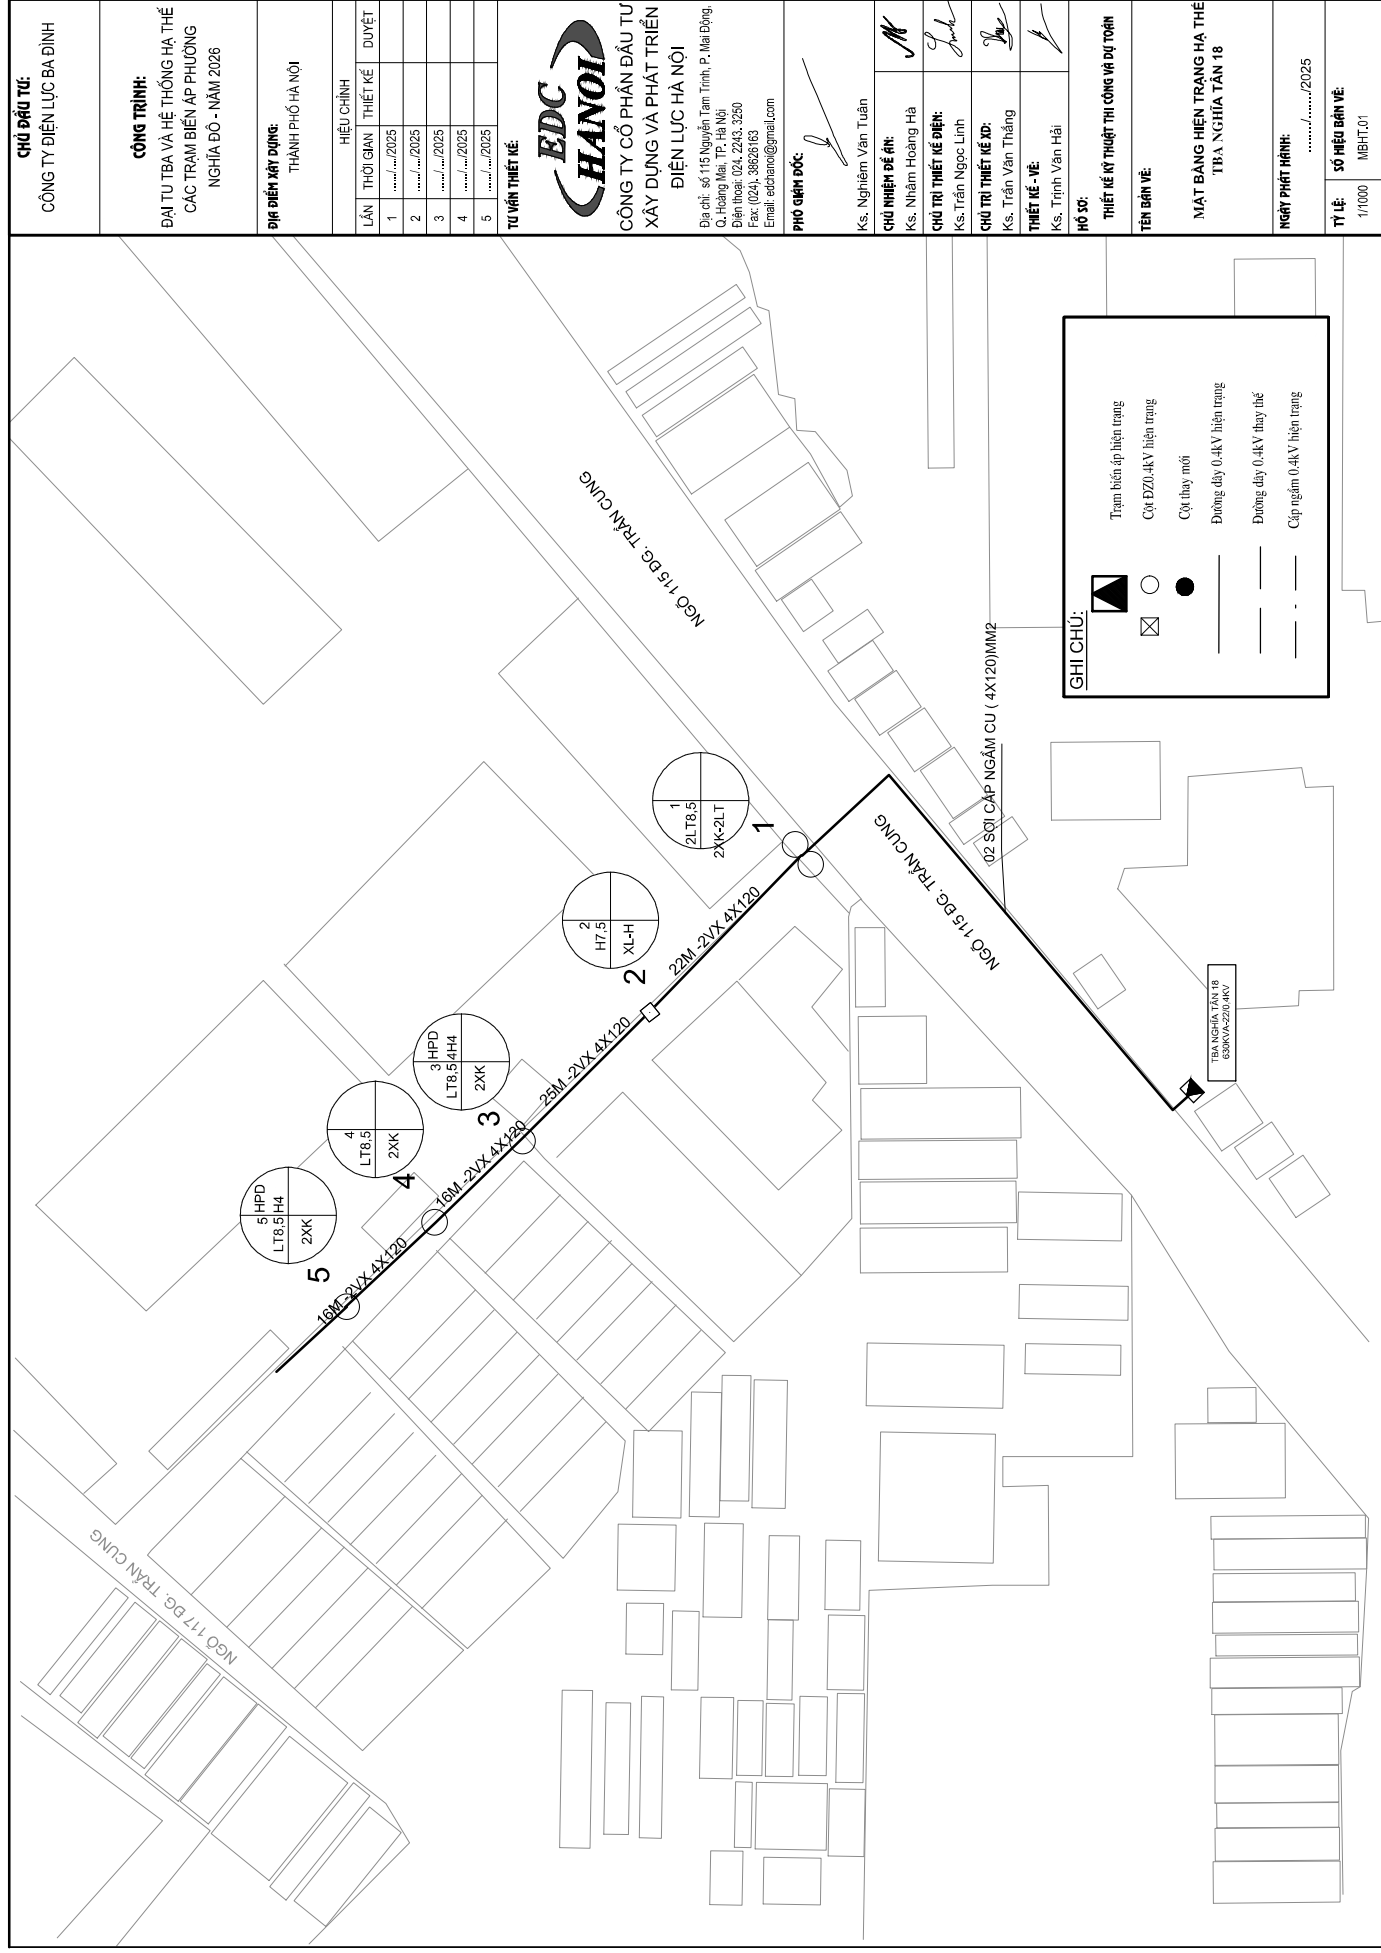 CHỦ ĐẦU TƯ:
CÔNG TY ĐIỆN LỰC BA ĐÌNH
CÔNG TRÌNH:
ĐẠI TU TBA VÀ HỆ THỐNG HẠ THẾ
CÁC TRẠM BIẾN ÁP PHƯỜNG
NGHĨA ĐÔ - NĂM 2026
ĐỊA ĐIỂM XÂY DỰNG:
THÀNH PHỐ HÀ NỘI
HIỆU CHỈNH
LẦN THỜI GIAN THIẾT KẾ DUYỆT
1 ...../...../2025
2 ...../...../2025
3 ...../...../2025
4 ...../...../2025
5 ...../...../2025
TƯ VẤN THIẾT KẾ:
EDC
HANOI
CÔNG TY CỔ PHẦN ĐẦU TƯ
XÂY DỰNG VÀ PHÁT TRIỂN
ĐIỆN LỰC HÀ NỘI
Địa chỉ: số 115 Nguyễn Tam Trinh, P. Mai Động,
Q. Hoàng Mai, TP. Hà Nội
Điện thoại: 024. 2243. 3250
Fax: (024). 38626163
Email: edchanoi@gmail.com
PHÓ GIÁM ĐỐC:
Ks. Nghiêm Văn Tuân
CHỦ NHIỆM ĐỀ ÁN:
Ks. Nhâm Hoàng Hà
CHỦ TRÌ THIẾT KẾ ĐIỆN:
Ks.Trần Ngọc Linh
CHỦ TRÌ THIẾT KẾ XD:
Ks. Trần Văn Thắng
THIẾT KẾ - VẼ:
Ks. Trịnh Văn Hải
HỒ SƠ:
THIẾT KẾ KỸ THUẬT THI CÔNG VÀ DỰ TOÁN
TÊN BẢN VẼ:
MẶT BẰNG HIỆN TRẠNG HẠ THẾ
TBA NGHĨA TÂN 18
NGÀY PHÁT HÀNH:
......../......../2025
TỶ LỆ: SỐ HIỆU BẢN VẼ:
1/1000 MBHT.01
NGÕ 115 ĐG. TRẦN CUNG
NGÕ 115 ĐG. TRẦN CUNG
NGÕ 117 ĐG. TRẦN CUNG
02 SỢI CÁP NGẦM CU ( 4X120)MM2
TBA NGHĨA TÂN 18
630KVA-22/0.4KV
1
2LT8,5
2XK-2LT
1
2
H7,5
XL-H
2
3 HPD
LT8,5 4H4
2XK
3
4
LT8,5
2XK
4
5 HPD
LT8,5 H4
2XK
5
22M -2VX 4X120
25M -2VX 4X120
16M -2VX 4X120
16M -2VX 4X120
GHI CHÚ:
Trạm biến áp hiện trạng
Cột ĐZ0.4kV hiện trạng
Cột thay mới
Đường dây 0.4kV hiện trạng
Đường dây 0.4kV thay thế
Cáp ngầm 0.4kV hiện trạng